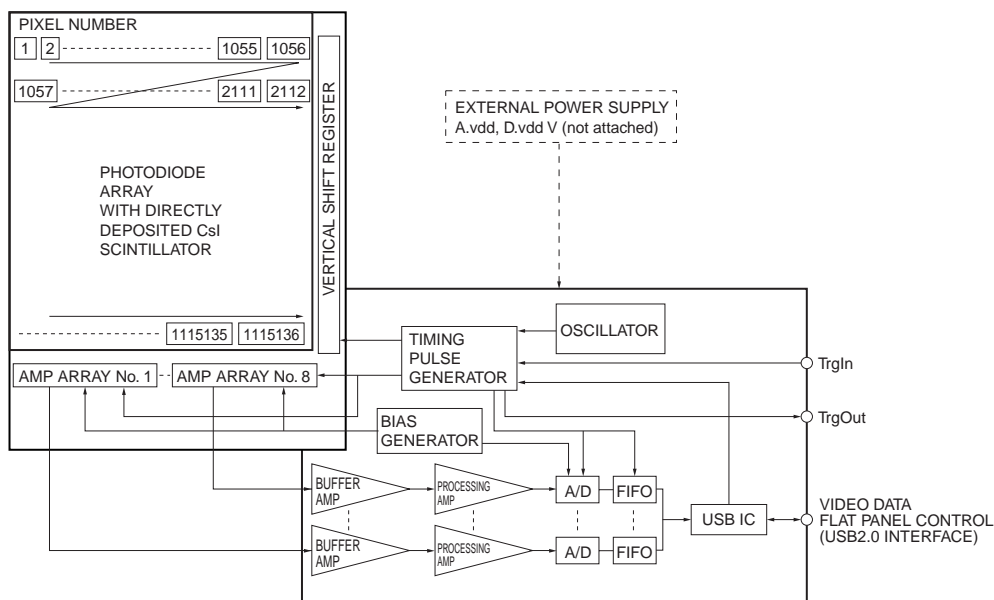 PIXEL NUMBER
1 2 1055 1056
1057 2111 2112
PHOTODIODE
ARRAY
WITH DIRECTLY
DEPOSITED CsI
SCINTILLATOR
1115135 1115136
VERTICAL SHIFT REGISTER
AMP ARRAY No. 1 AMP ARRAY No. 8
EXTERNAL POWER SUPPLY
A.vdd, D.vdd V (not attached)
TIMING
PULSE
GENERATOR
OSCILLATOR
TrgIn
TrgOut
BIAS
GENERATOR
BUFFER
AMP
PROCESSING
AMP
A/D
FIFO
BUFFER
AMP
PROCESSING
AMP
A/D
FIFO
USB IC
VIDEO DATA
FLAT PANEL CONTROL
(USB2.0 INTERFACE)